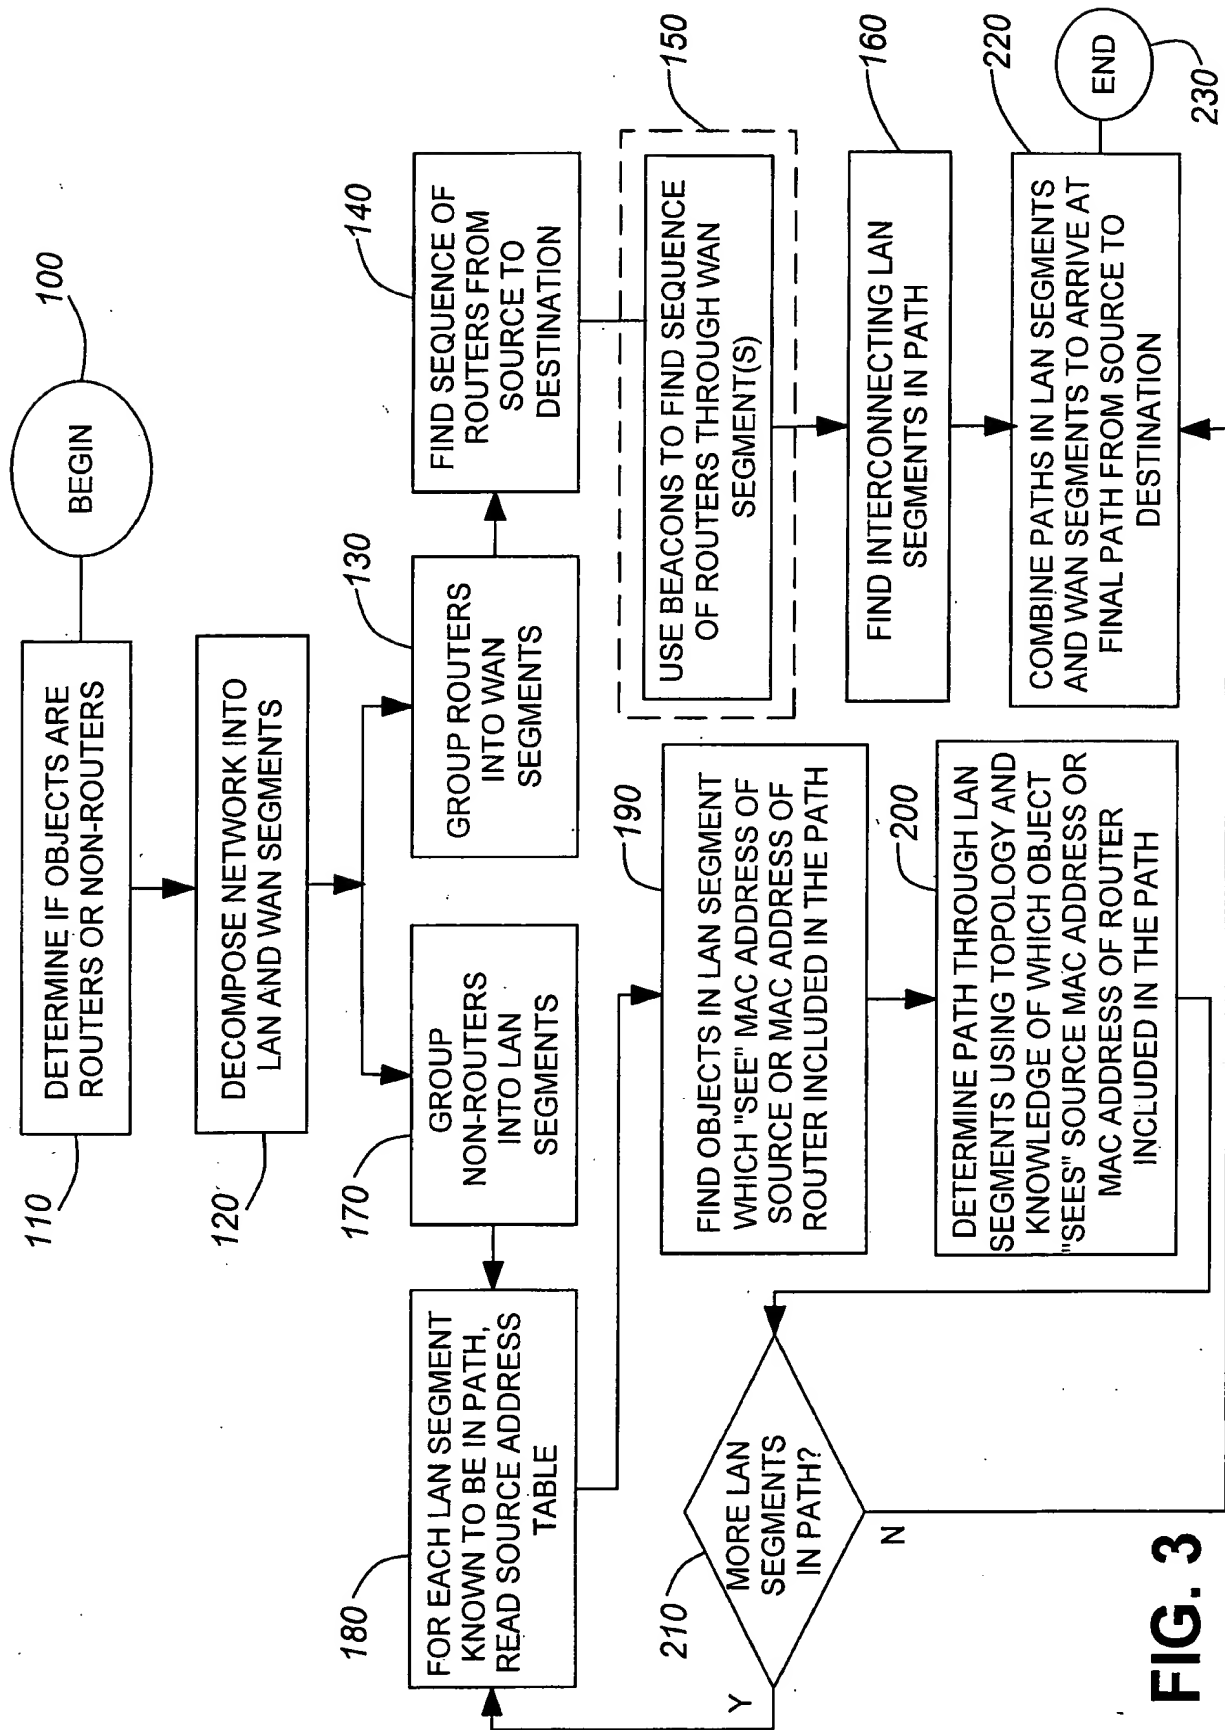 BEGIN
100
DETERMINE IF OBJECTS ARE
ROUTERS OR NON-ROUTERS
110
DECOMPOSE NETWORK INTO
LAN AND WAN SEGMENTS
120
GROUP ROUTERS
INTO WAN
SEGMENTS
130
FIND SEQUENCE OF
ROUTERS FROM
SOURCE TO
DESTINATION
140
USE BEACONS TO FIND SEQUENCE
OF ROUTERS THROUGH WAN
SEGMENT(S)
150
FIND INTERCONNECTING LAN
SEGMENTS IN PATH
160
GROUP
NON-ROUTERS
INTO LAN
SEGMENTS
170
FOR EACH LAN SEGMENT
KNOWN TO BE IN PATH,
READ SOURCE ADDRESS
TABLE
180
FIND OBJECTS IN LAN SEGMENT
WHICH "SEE" MAC ADDRESS OF
SOURCE OR MAC ADDRESS OF
ROUTER INCLUDED IN THE PATH
190
DETERMINE PATH THROUGH LAN
SEGMENTS USING TOPOLOGY AND
KNOWLEDGE OF WHICH OBJECT
"SEES" SOURCE MAC ADDRESS OR
MAC ADDRESS OF ROUTER
INCLUDED IN THE PATH
200
MORE LAN
SEGMENTS
IN PATH?
210
Y
N
COMBINE PATHS IN LAN SEGMENTS
AND WAN SEGMENTS TO ARRIVE AT
FINAL PATH FROM SOURCE TO
DESTINATION
220
END
230
FIG. 3